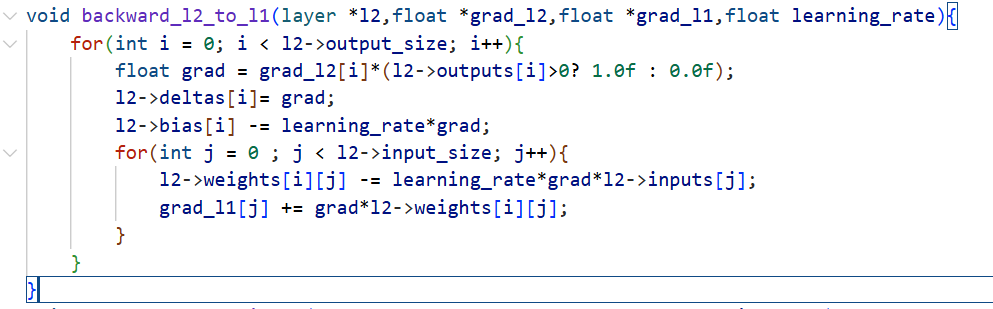 void backward_l2_to_l1(layer *l2,float *grad_l2,float *grad_l1,float learning_rate){
    for(int i = 0; i < l2->output_size; i++){
        float grad = grad_l2[i]*(l2->outputs[i]>0? 1.0f : 0.0f);
        l2->deltas[i]= grad;
        l2->bias[i] -= learning_rate*grad;
        for(int j = 0 ; j < l2->input_size; j++){
            l2->weights[i][j] -= learning_rate*grad*l2->inputs[j];
            grad_l1[j] += grad*l2->weights[i][j];
        }
    }
}